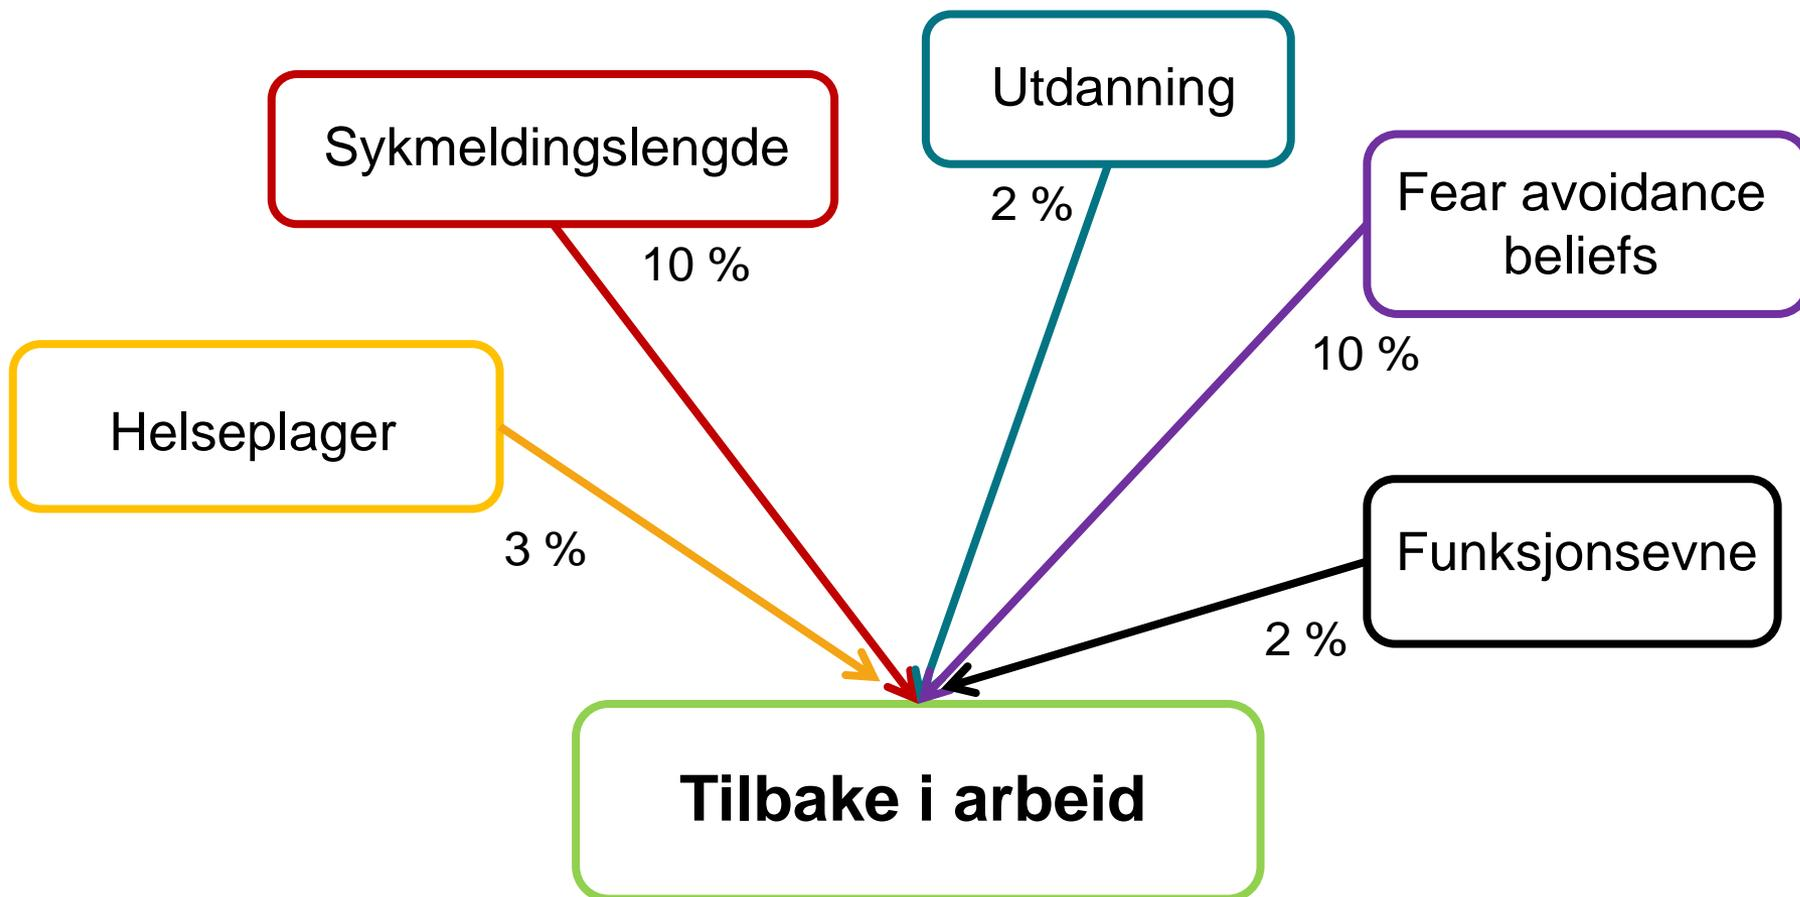 Utdanning
Sykmeldingslengde
Fear avoidance
beliefs
2 %
10 %
10 %
Helseplager
Funksjonsevne
3 %
2 %
Tilbake i arbeid